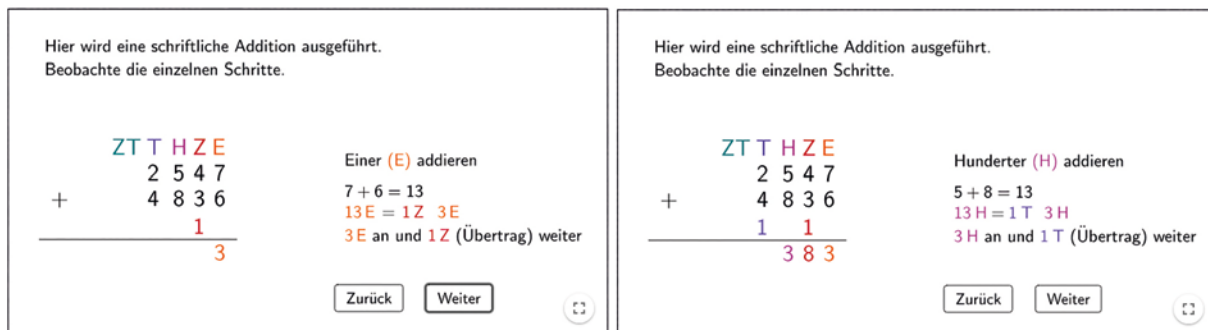 Hier wird eine schriftliche Addition ausgeführt.
Beobachte die einzelnen Schritte.
ZT T H Z E
2 5 4 7
+ 4 8 3 6
1
3
Einer (E) addieren
7 + 6 = 13
13 E = 1 Z 3 E
3 E an und 1 Z (Übertrag) weiter
Zurück
Weiter
Hier wird eine schriftliche Addition ausgeführt.
Beobachte die einzelnen Schritte.
ZT T H Z E
2 5 4 7
+ 4 8 3 6
1 1
3 8 3
Hunderter (H) addieren
5 + 8 = 13
13 H = 1 T 3 H
3 H an und 1 T (Übertrag) weiter
Zurück
Weiter